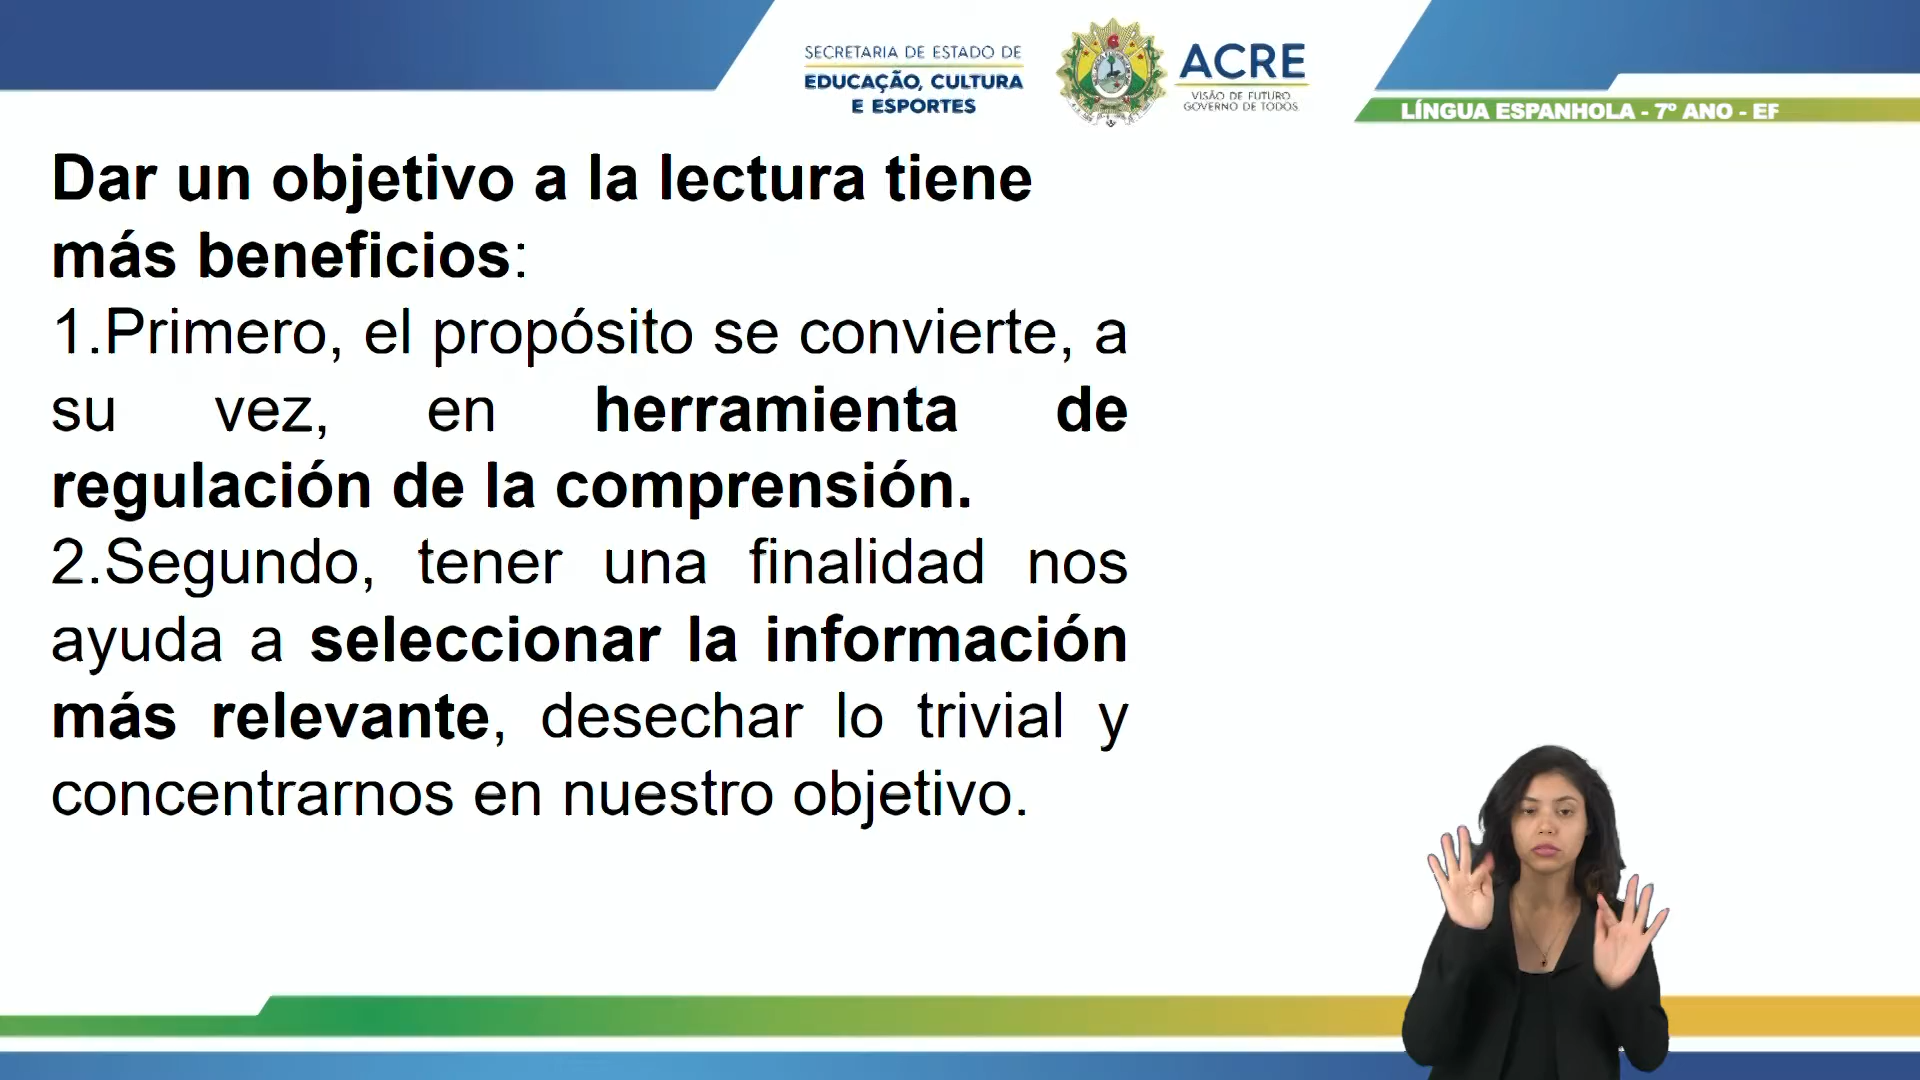 SECRETARIA DE ESTADO DE
EDUCAÇÃO, CULTURA
E ESPORTES
ACRE
VISÃO DE FUTURO
GOVERNO DE TODOS
LÍNGUA ESPANHOLA - 7º ANO - EF
Dar un objetivo a la lectura tiene
más beneficios:
1.Primero, el propósito se convierte, a
su vez, en herramienta de
regulación de la comprensión.
2.Segundo, tener una finalidad nos
ayuda a seleccionar la información
más relevante, desechar lo trivial y
concentrarnos en nuestro objetivo.